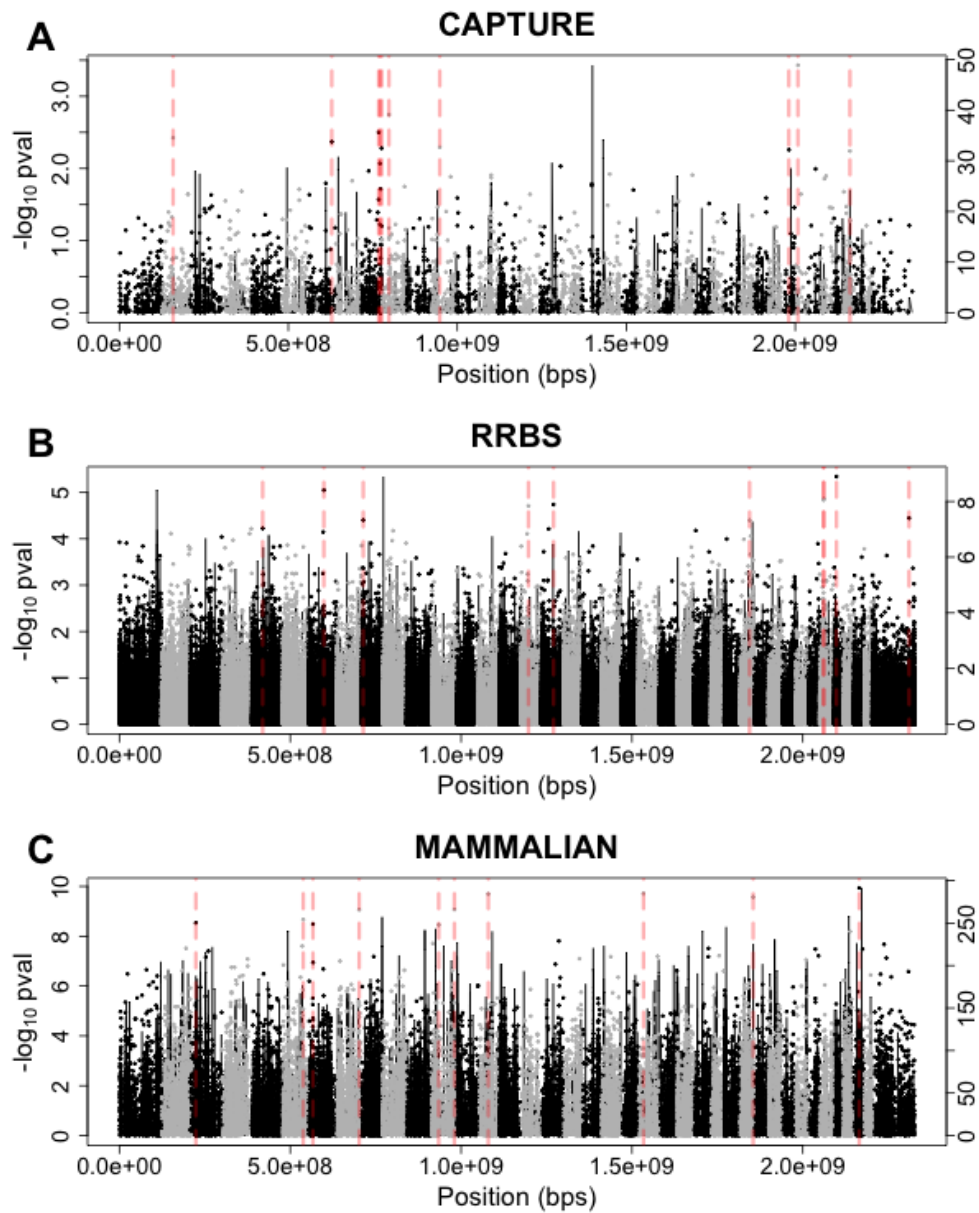 A
CAPTURE
-log10 pval
0.0 1.0 2.0 3.0
0 10 20 30 40 50
0.0e+00 5.0e+08 1.0e+09 1.5e+09 2.0e+09
Position (bps)
B
RRBS
-log10 pval
0 1 2 3 4 5
0 2 4 6 8
0.0e+00 5.0e+08 1.0e+09 1.5e+09 2.0e+09
Position (bps)
C
MAMMALIAN
-log10 pval
0 2 4 6 8 10
0 50 150 250
0.0e+00 5.0e+08 1.0e+09 1.5e+09 2.0e+09
Position (bps)